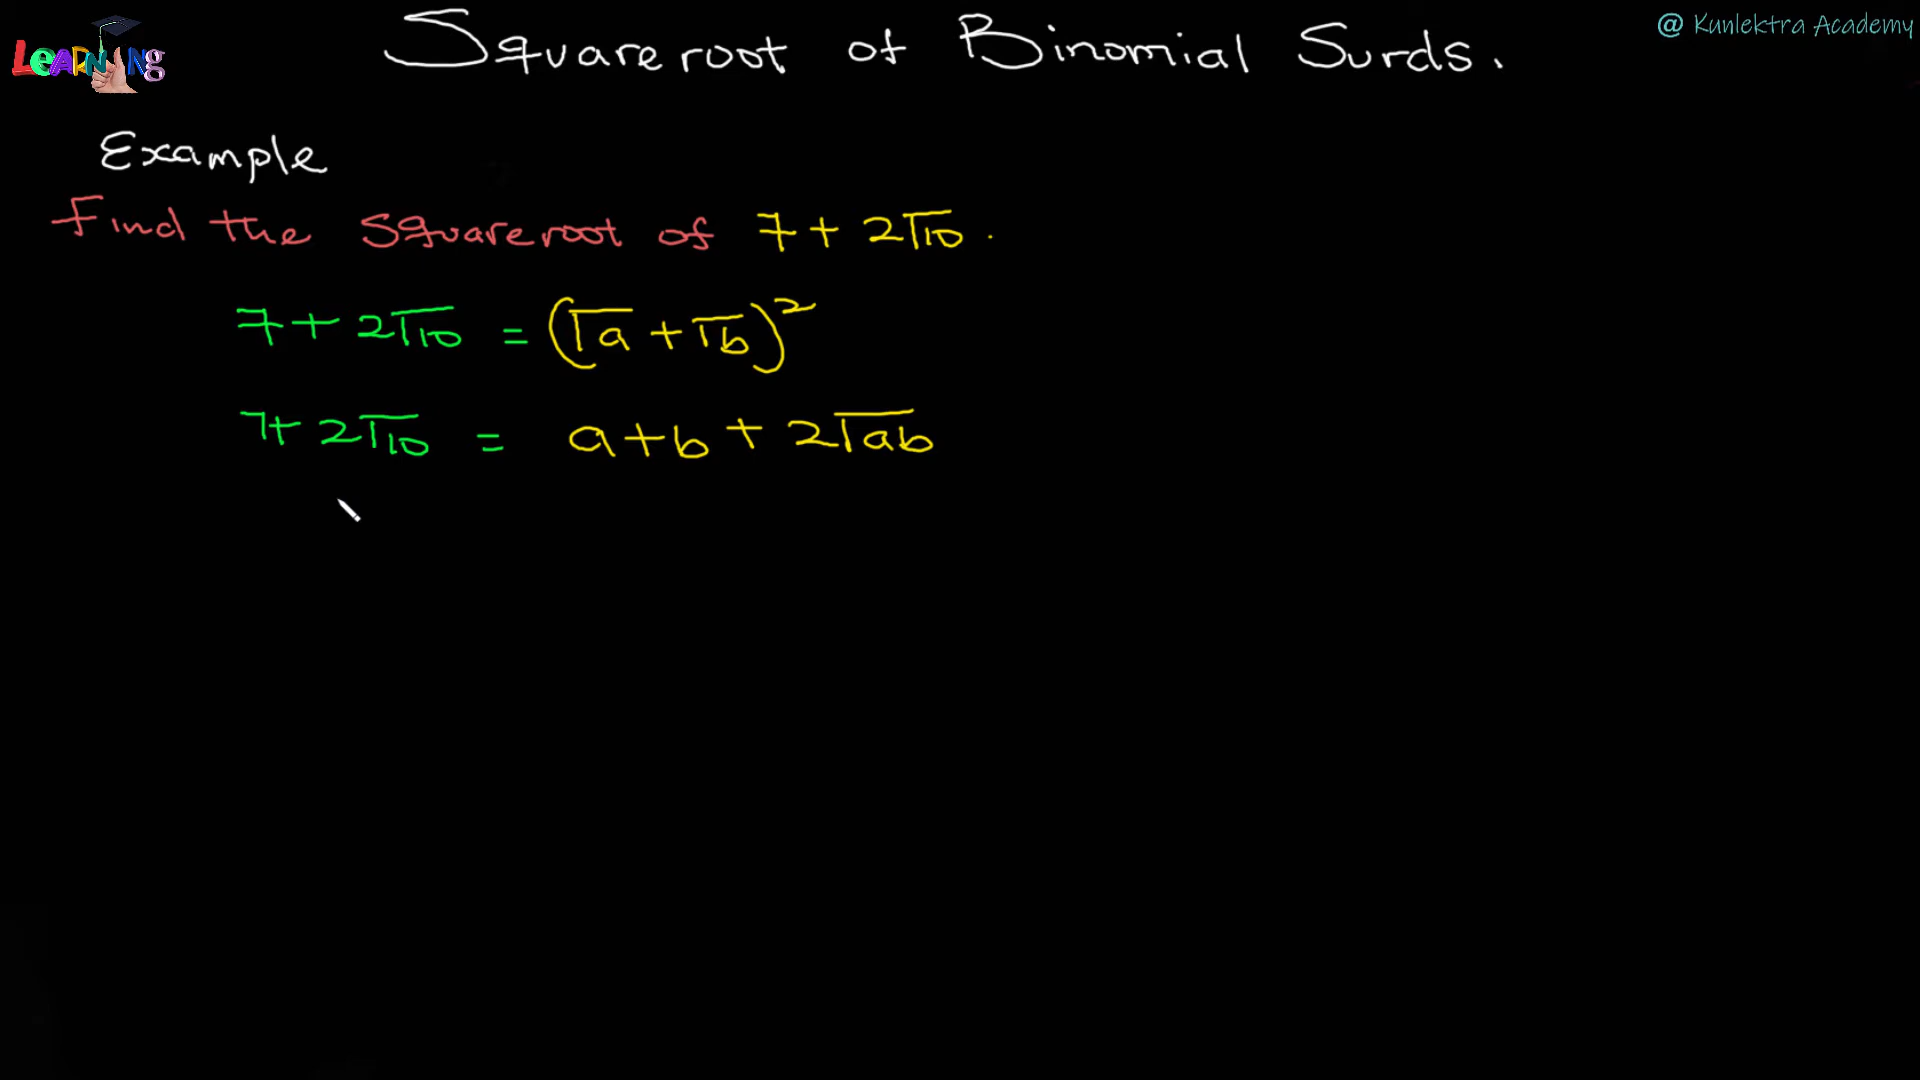 LEARNING
Squareroot of Binomial Surds.
@ Kunlektra Academy
Example
Find the Squareroot of 7 + 2√10 .
7 + 2√10 = (√a + √b)²
7 + 2√10 = a + b + 2√ab